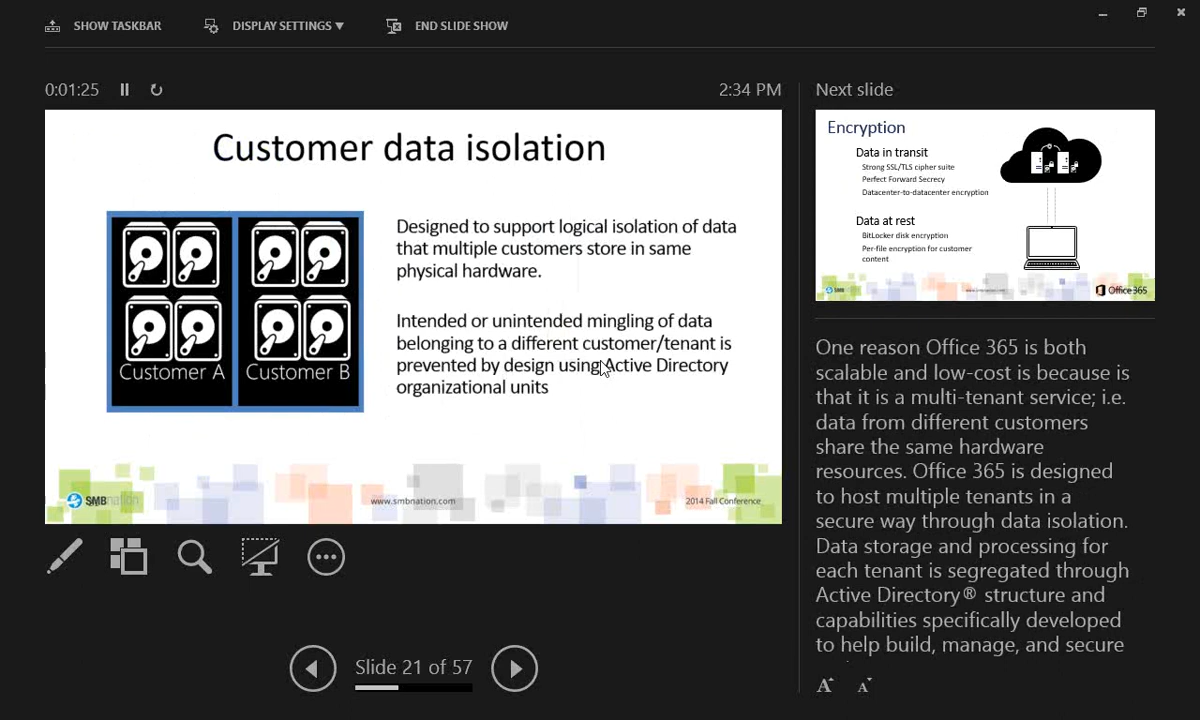 SHOW TASKBAR
DISPLAY SETTINGS ▼
END SLIDE SHOW
0:01:25
2:34 PM
Customer data isolation
Customer A
Customer B
Designed to support logical isolation of data
that multiple customers store in same
physical hardware.
Intended or unintended mingling of data
belonging to a different customer/tenant is
prevented by design using Active Directory
organizational units
SMBnation
www.smbnation.com
2014 Fall Conference
Slide 21 of 57
Next slide
Encryption
Data in transit
Strong SSL/TLS cipher suite
Perfect Forward Secrecy
Datacenter-to-datacenter encryption
Data at rest
BitLocker disk encryption
Per-file encryption for customer
content
Office 365
One reason Office 365 is both
scalable and low-cost is because is
that it is a multi-tenant service; i.e.
data from different customers
share the same hardware
resources. Office 365 is designed
to host multiple tenants in a
secure way through data isolation.
Data storage and processing for
each tenant is segregated through
Active Directory® structure and
capabilities specifically developed
to help build, manage, and secure
A
A